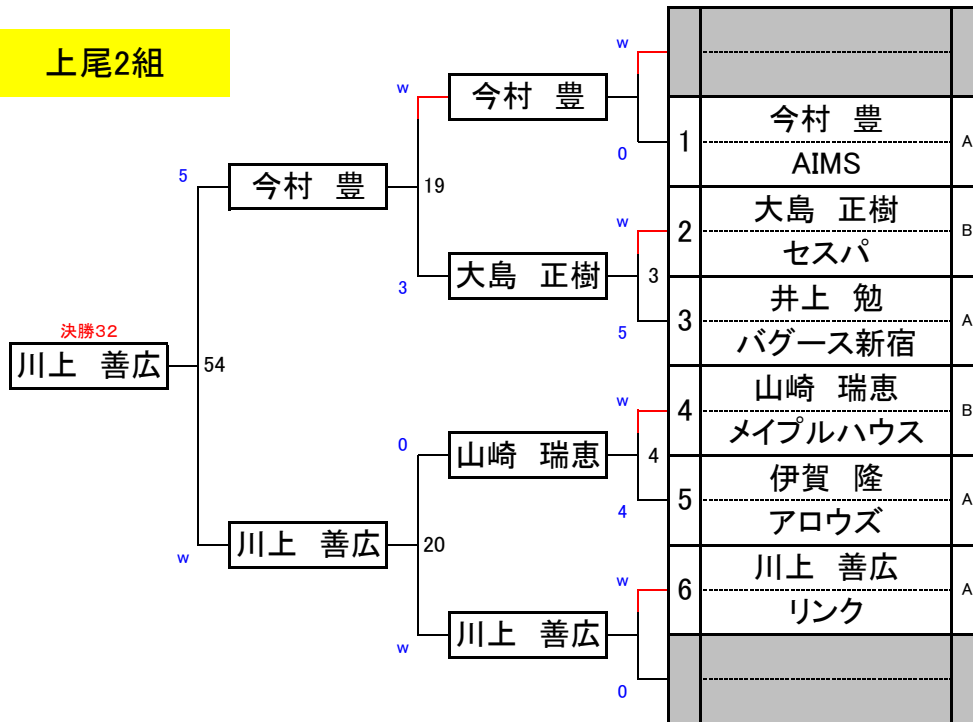 上尾2組
決勝32
川上　善広
54
5
今村　豊
19
w
川上　善広
20
w
今村　豊
3
大島　正樹
3
0
山崎　瑞恵
4
w
川上　善広
w
0
w
5
w
4
w
0
1
今村　豊
AIMS
A
2
大島　正樹
セスパ
B
3
井上　勉
バグース新宿
A
4
山崎　瑞恵
メイプルハウス
B
5
伊賀　隆
アロウズ
A
6
川上　善広
リンク
A